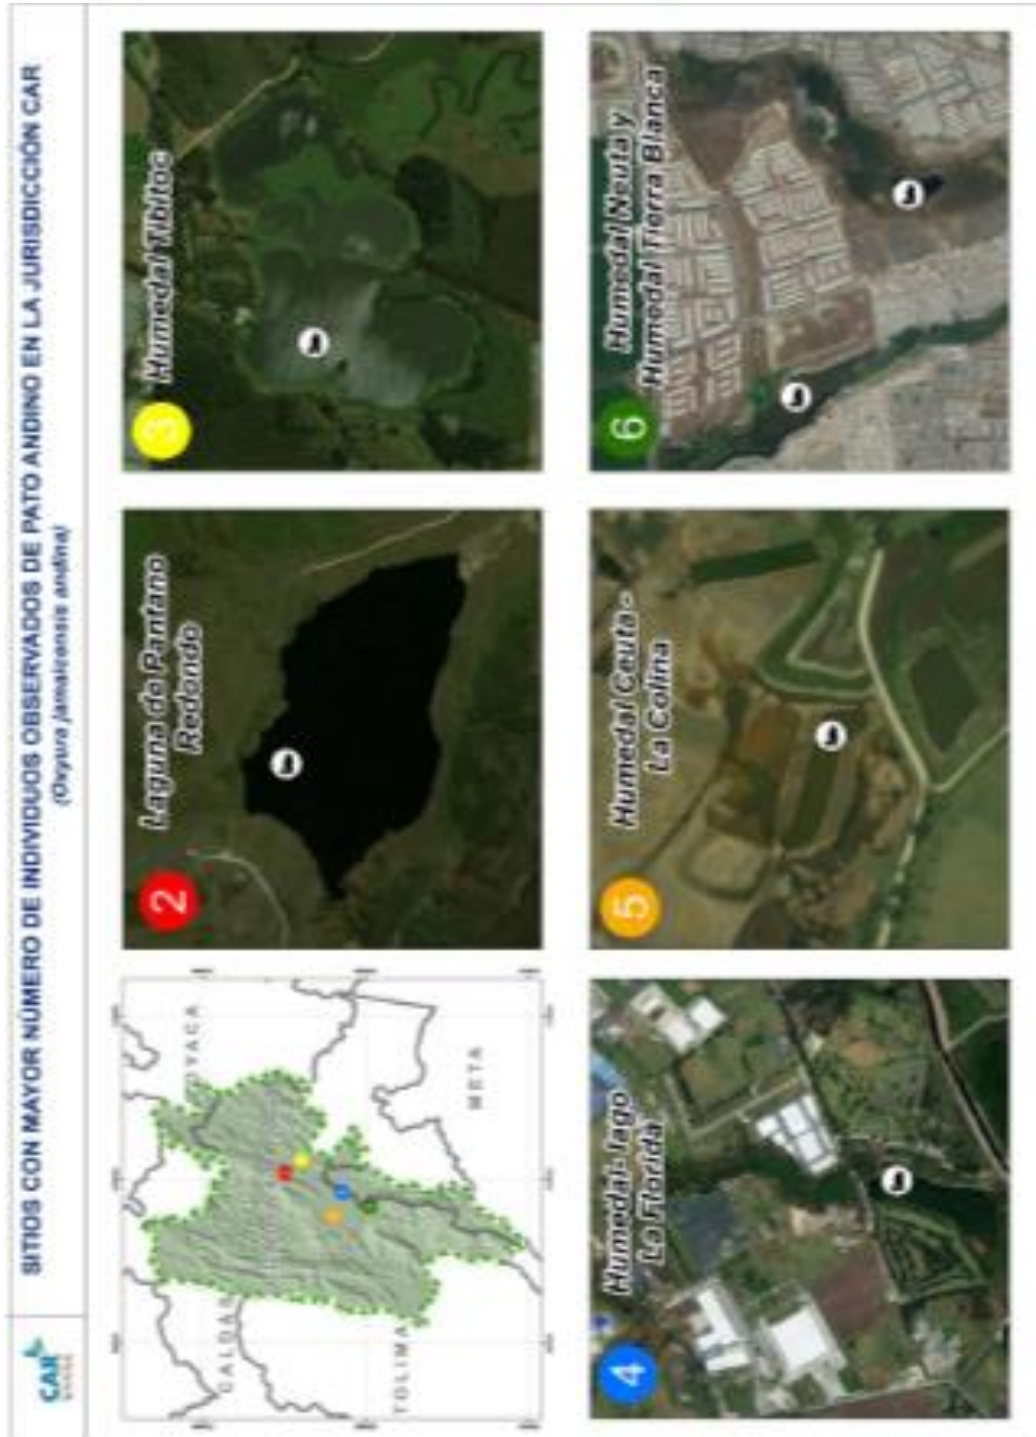 CAR
SITIOS CON MAYOR NÚMERO DE INDIVIDUOS OBSERVADOS DE PATO ANDINO EN LA JURISDICCIÓN CAR
(Oxyura jamaicensis andina)
CALDAS
BOYACA
TOLIMA
META
2
Laguna de Pantano
Redondo
3
Humedal Tibitoc
4
Humedal lago
La Florida
5
Humedal Ceuta -
La Colina
6
Humedal Neuta y
Humedal Tierra Blanca